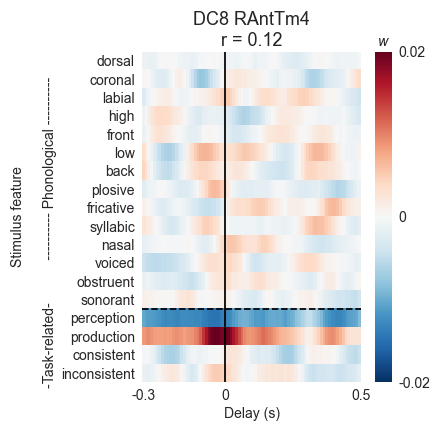 DC8 RAntTm4
r = 0.12
w
dorsal
coronal
labial
high
front
low
back
plosive
fricative
syllabic
nasal
voiced
obstruent
sonorant
perception
production
consistent
inconsistent
Stimulus feature
-Task-related- ---------- Phonological ----------
-0.3
0
0.5
Delay (s)
0.02
0
-0.02